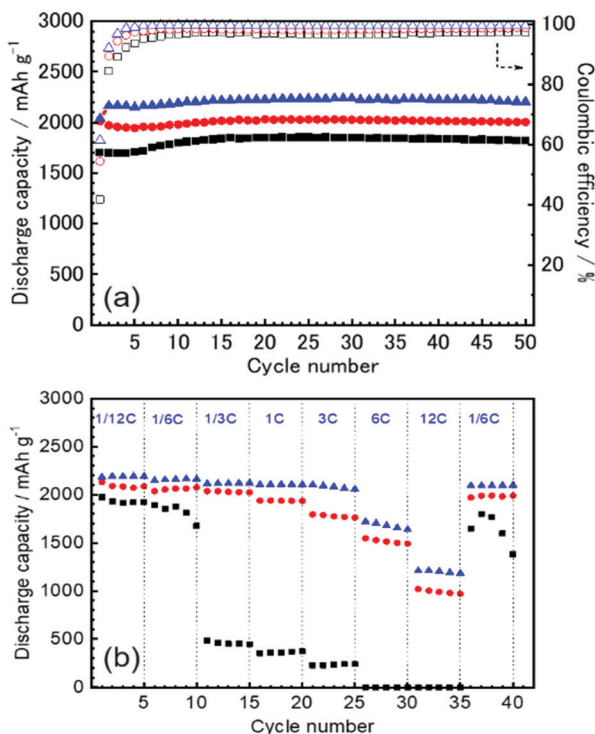 3000
2500
2000
1500
1000
500
0
Discharge capacity / mAh g⁻¹
100
80
60
40
20
Coulombic efficiency / %
(a)
5 10 15 20 25 30 35 40 45 50
Cycle number
3000
2500
2000
1500
1000
500
0
Discharge capacity / mAh g⁻¹
1/12C 1/6C 1/3C 1C 3C 6C 12C 1/6C
(b)
0 5 10 15 20 25 30 35 40
Cycle number